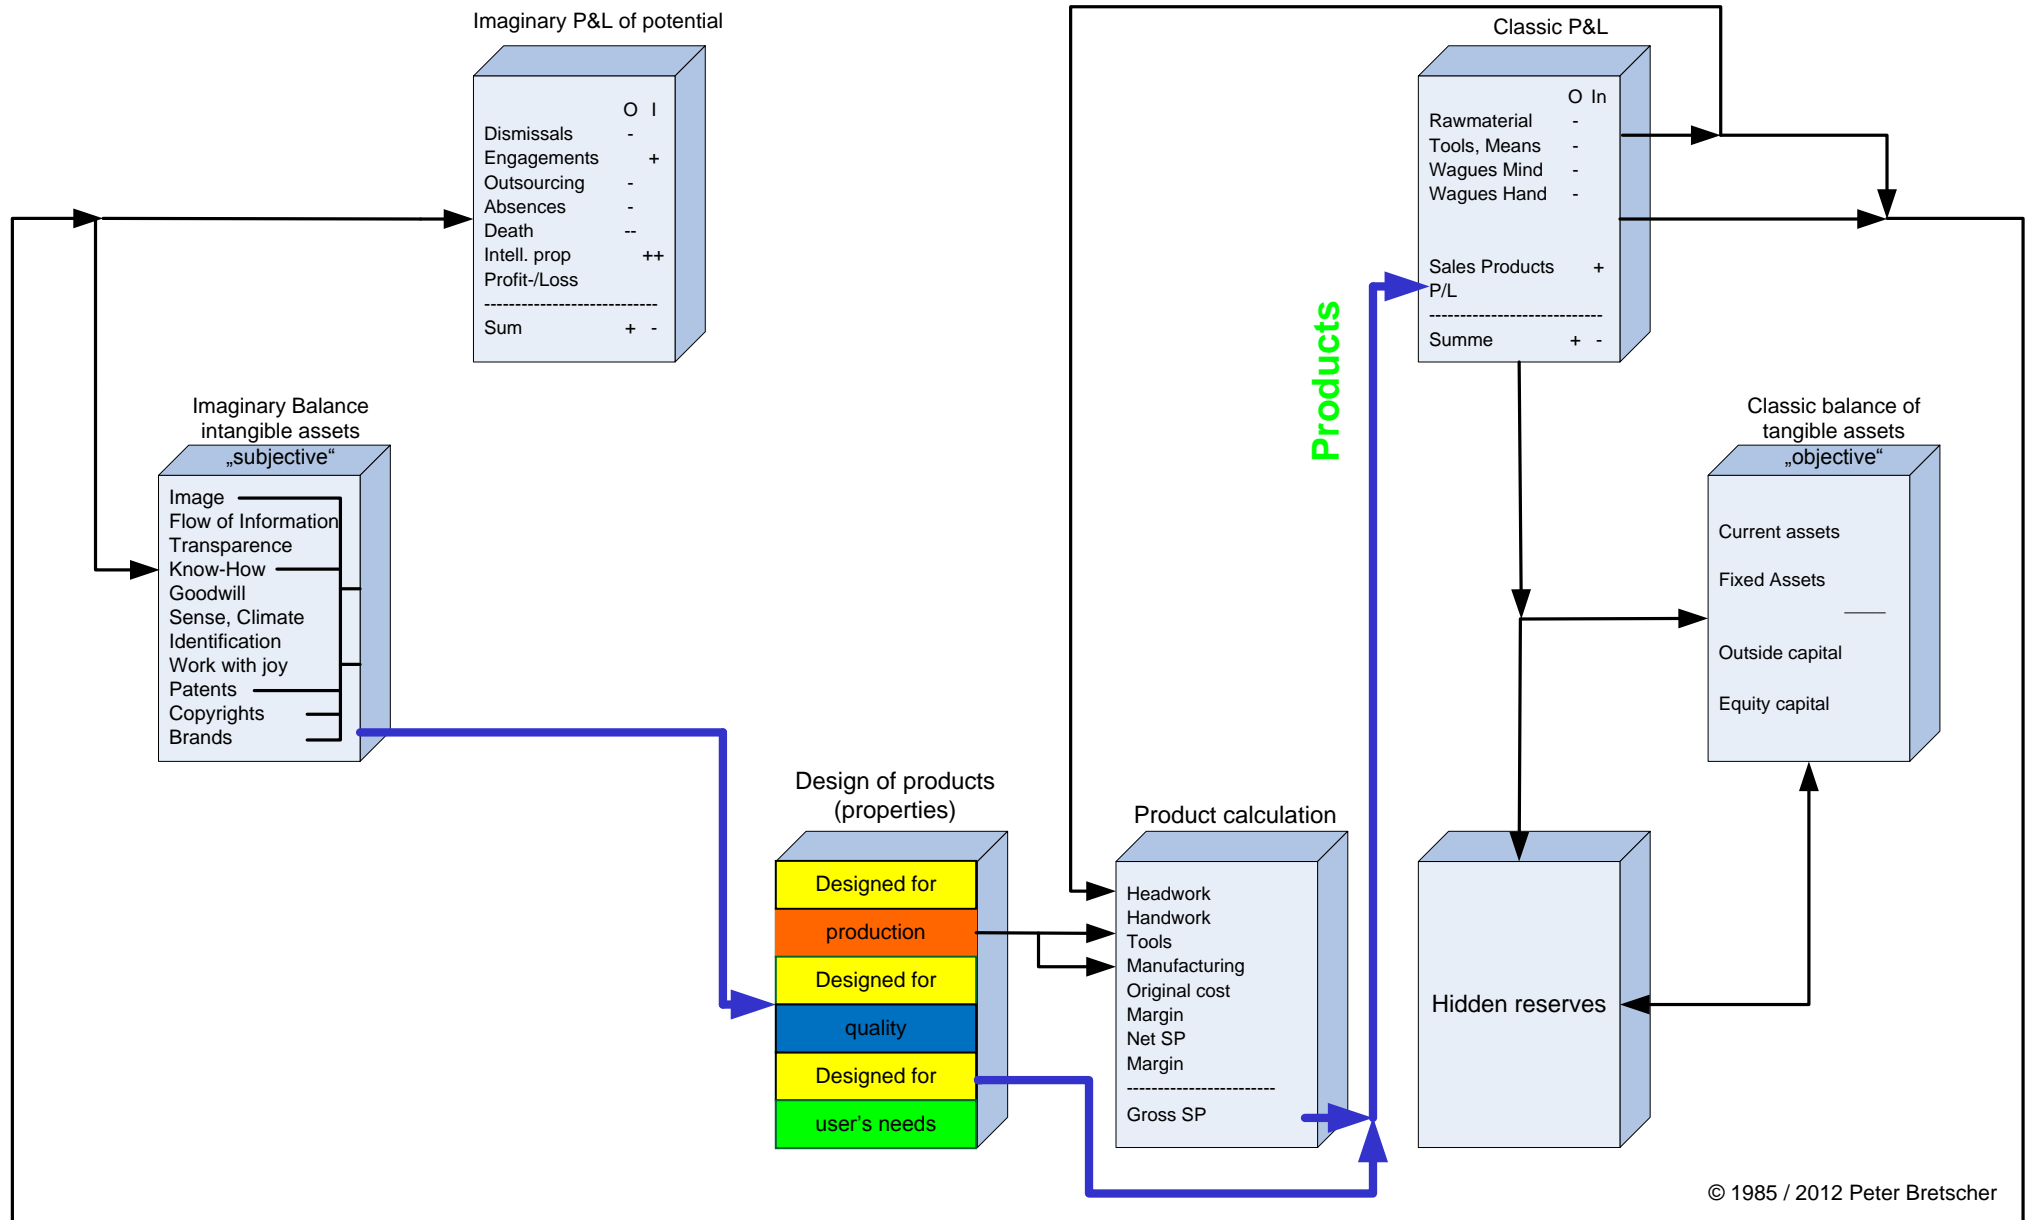 Imaginary P&L of potential
O I
Dismissals -
Engagements +
Outsourcing -
Absences -
Death --
Intell. prop ++
Profit-/Loss
----------------------------
Sum + -
Classic P&L
O In
Rawmaterial -
Tools, Means -
Wagues Mind -
Wagues Hand -
Sales Products +
P/L
----------------------------
Summe + -
Products
Imaginary Balance
intangible assets
„subjective“
Image
Flow of Information
Transparence
Know-How
Goodwill
Sense, Climate
Identification
Work with joy
Patents
Copyrights
Brands
Classic balance of
tangible assets
„objective“
Current assets
Fixed Assets
Outside capital
Equity capital
Design of products
(properties)
Designed for
production
Designed for
quality
Designed for
user's needs
Product calculation
Headwork
Handwork
Tools
Manufacturing
Original cost
Margin
Net SP
Margin
------------------------
Gross SP
Hidden reserves
© 1985 / 2012 Peter Bretscher